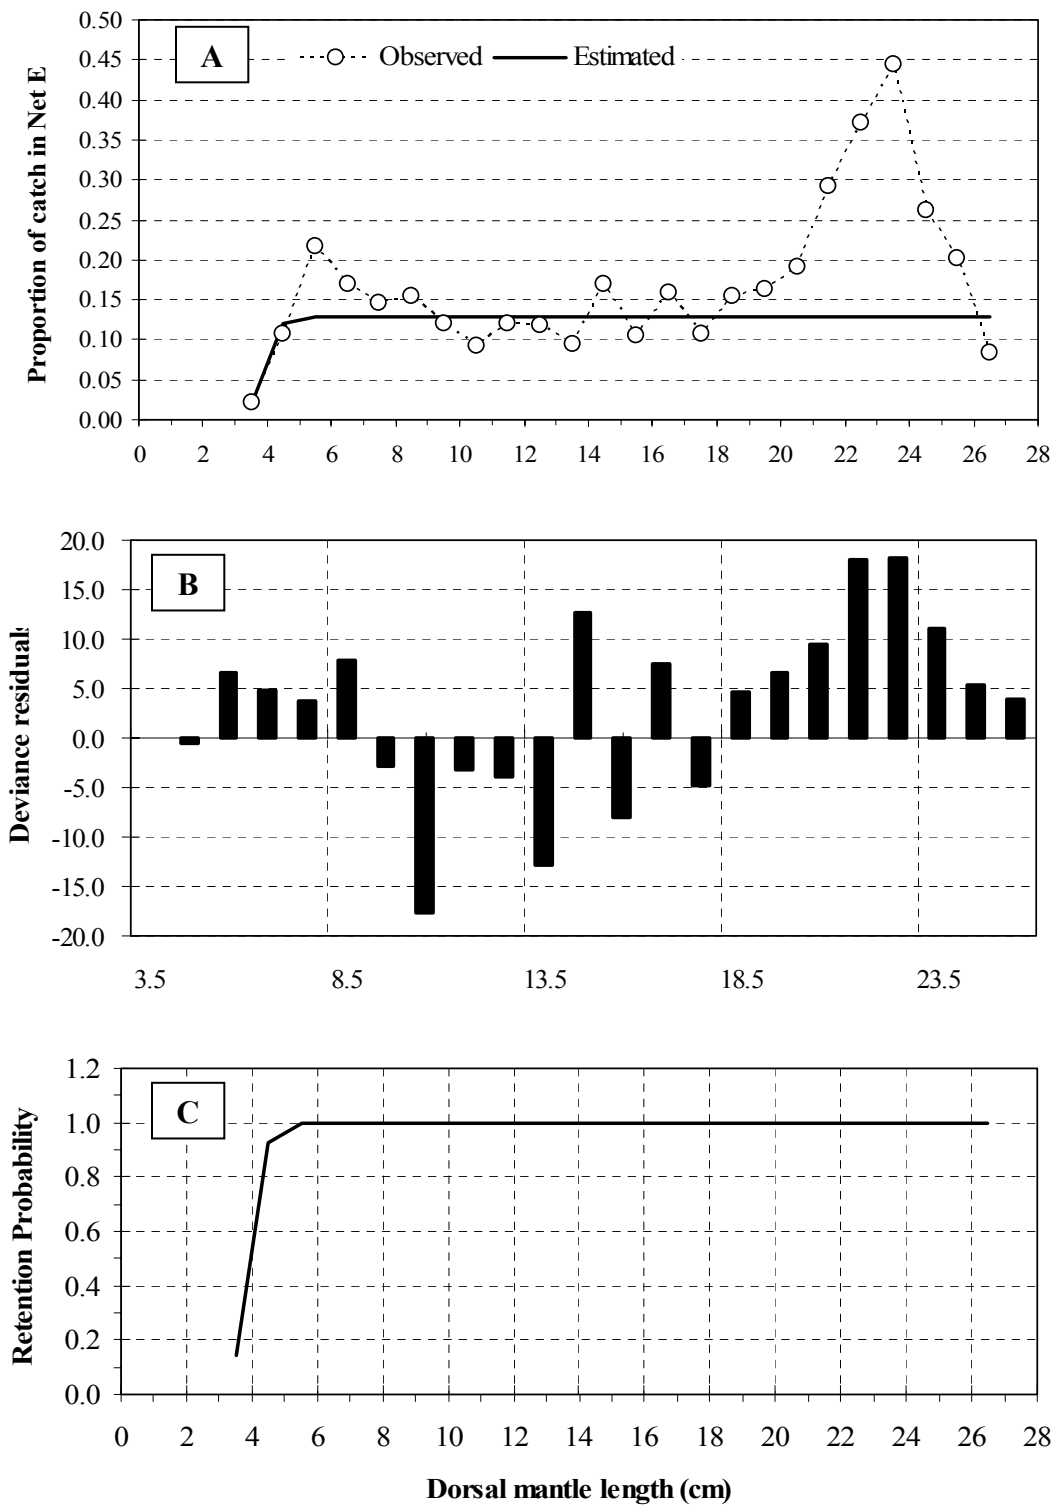 0.50
A
Observed
Estimated
0.45
0.40
0.35
0.30
0.25
0.20
0.15
0.10
0.05
0.00
Proportion of catch in Net E
0 2 4 6 8 10 12 14 16 18 20 22 24 26 28
20.0
B
15.0
10.0
5.0
0.0
-5.0
-10.0
-15.0
-20.0
Deviance residuals
3.5 8.5 13.5 18.5 23.5
1.2
C
1.0
0.8
0.6
0.4
0.2
0.0
Retention Probability
0 2 4 6 8 10 12 14 16 18 20 22 24 26 28
Dorsal mantle length (cm)